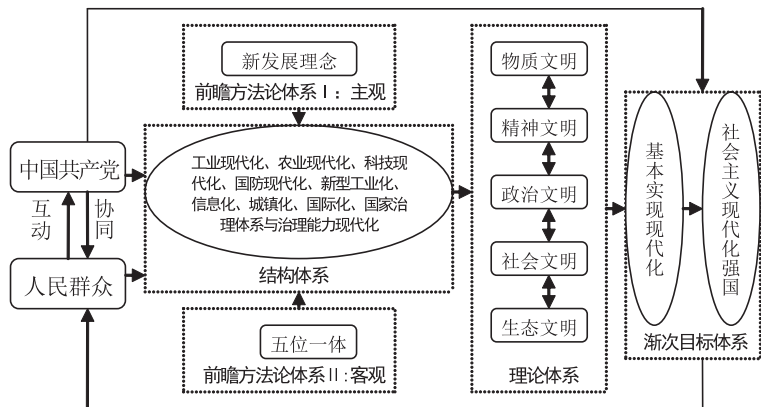 中国共产党
互动
协同
人民群众
新发展理念
前瞻方法论体系Ⅰ：主观
工业现代化、农业现代化、科技现
代化、国防现代化、新型工业化、
信息化、城镇化、国际化、国家治
理体系与治理能力现代化
结构体系
五位一体
前瞻方法论体系Ⅱ:客观
物质文明
精神文明
政治文明
社会文明
生态文明
理论体系
基本实现现代化
社会主义现代化强国
渐次目标体系